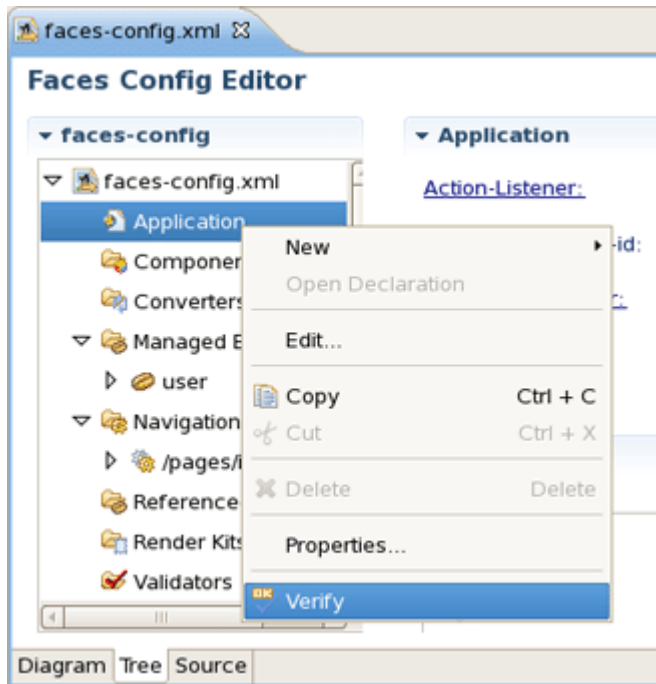 faces-config.xml
Faces Config Editor
faces-config
Application
faces-config.xml
Action-Listener:
Application
New
-id:
Componen
Open Declaration
Converters
Managed B
Edit...
user
Copy Ctrl + C
Navigation
Cut Ctrl + X
/pages/i
Delete Delete
Reference
Render Kits
Properties...
Validators
OK
Verify
Diagram Tree Source